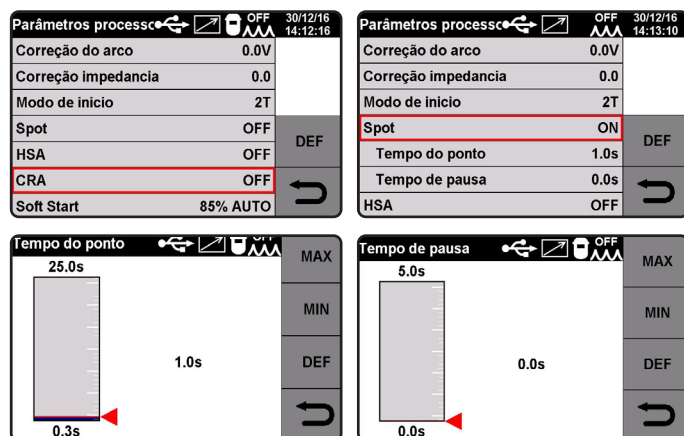 Parâmetros processo OFF 30/12/16
14:12:16
Correção do arco 0.0V
Correção impedancia 0.0
Modo de inicio 2T
Spot OFF
HSA OFF
CRA OFF
Soft Start 85% AUTO
DEF
Parâmetros processo OFF 30/12/16
14:13:10
Correção do arco 0.0V
Correção impedancia 0.0
Modo de inicio 2T
Spot ON
Tempo do ponto 1.0s
Tempo de pausa 0.0s
HSA OFF
DEF
Tempo do ponto OFF
25.0s
1.0s
0.3s
MAX
MIN
DEF
Tempo de pausa OFF
5.0s
0.0s
0.0s
MAX
MIN
DEF